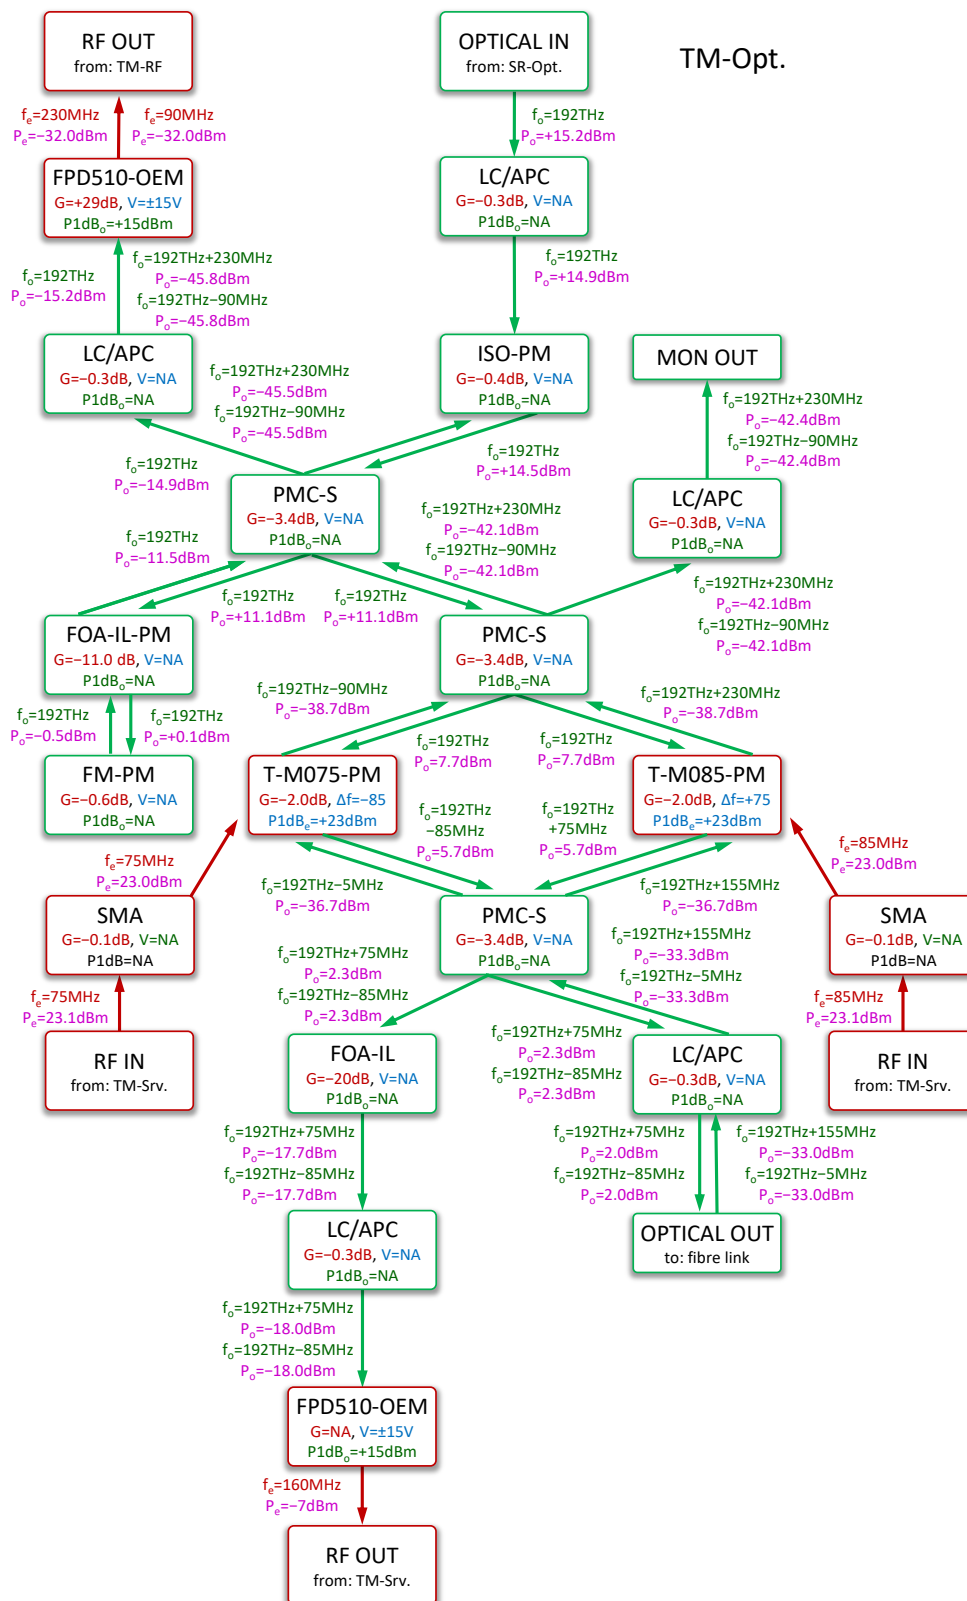 TM-Opt.
RF OUT
from: TM-RF
OPTICAL IN
from: SR-Opt.
fₑ=230MHz
Pₑ=−32.0dBm
fₑ=90MHz
Pₑ=−32.0dBm
fₒ=192THz
Pₒ=+15.2dBm
FPD510-OEM
G=+29dB, V=±15V
P1dBₒ=+15dBm
LC/APC
G=−0.3dB, V=NA
P1dBₒ=NA
fₒ=192THz
Pₒ=−15.2dBm
fₒ=192THz+230MHz
Pₒ=−45.8dBm
fₒ=192THz−90MHz
Pₒ=−45.8dBm
fₒ=192THz
Pₒ=+14.9dBm
LC/APC
G=−0.3dB, V=NA
P1dBₒ=NA
ISO-PM
G=−0.4dB, V=NA
P1dBₒ=NA
MON OUT
fₒ=192THz+230MHz
Pₒ=−45.5dBm
fₒ=192THz−90MHz
Pₒ=−45.5dBm
fₒ=192THz+230MHz
Pₒ=−42.4dBm
fₒ=192THz−90MHz
Pₒ=−42.4dBm
fₒ=192THz
Pₒ=−14.9dBm
fₒ=192THz
Pₒ=+14.5dBm
PMC-S
G=−3.4dB, V=NA
P1dBₒ=NA
LC/APC
G=−0.3dB, V=NA
P1dBₒ=NA
fₒ=192THz+230MHz
Pₒ=−42.1dBm
fₒ=192THz−90MHz
Pₒ=−42.1dBm
fₒ=192THz
Pₒ=−11.5dBm
fₒ=192THz
Pₒ=+11.1dBm
fₒ=192THz
Pₒ=+11.1dBm
fₒ=192THz+230MHz
Pₒ=−42.1dBm
fₒ=192THz−90MHz
Pₒ=−42.1dBm
FOA-IL-PM
G=−11.0 dB, V=NA
P1dBₒ=NA
PMC-S
G=−3.4dB, V=NA
P1dBₒ=NA
fₒ=192THz
Pₒ=−0.5dBm
fₒ=192THz
Pₒ=+0.1dBm
fₒ=192THz−90MHz
Pₒ=−38.7dBm
fₒ=192THz
Pₒ=7.7dBm
fₒ=192THz
Pₒ=7.7dBm
fₒ=192THz+230MHz
Pₒ=−38.7dBm
FM-PM
G=−0.6dB, V=NA
P1dBₒ=NA
T-M075-PM
G=−2.0dB, Δf=−85
P1dBₑ=+23dBm
T-M085-PM
G=−2.0dB, Δf=+75
P1dBₑ=+23dBm
fₑ=75MHz
Pₑ=23.0dBm
fₒ=192THz
−85MHz
Pₒ=5.7dBm
fₒ=192THz
+75MHz
Pₒ=5.7dBm
fₑ=85MHz
Pₑ=23.0dBm
fₒ=192THz−5MHz
Pₒ=−36.7dBm
fₒ=192THz+155MHz
Pₒ=−36.7dBm
SMA
G=−0.1dB, V=NA
P1dB=NA
PMC-S
G=−3.4dB, V=NA
P1dBₒ=NA
SMA
G=−0.1dB, V=NA
P1dB=NA
fₒ=192THz+75MHz
Pₒ=2.3dBm
fₒ=192THz−85MHz
Pₒ=2.3dBm
fₒ=192THz+155MHz
Pₒ=−33.3dBm
fₒ=192THz−5MHz
Pₒ=−33.3dBm
fₑ=75MHz
Pₑ=23.1dBm
fₑ=85MHz
Pₑ=23.1dBm
fₒ=192THz+75MHz
Pₒ=2.3dBm
fₒ=192THz−85MHz
Pₒ=2.3dBm
RF IN
from: TM-Srv.
FOA-IL
G=−20dB, V=NA
P1dBₒ=NA
LC/APC
G=−0.3dB, V=NA
P1dBₒ=NA
RF IN
from: TM-Srv.
fₒ=192THz+75MHz
Pₒ=−17.7dBm
fₒ=192THz−85MHz
Pₒ=−17.7dBm
fₒ=192THz+75MHz
Pₒ=2.0dBm
fₒ=192THz−85MHz
Pₒ=2.0dBm
fₒ=192THz+155MHz
Pₒ=−33.0dBm
fₒ=192THz−5MHz
Pₒ=−33.0dBm
LC/APC
G=−0.3dB, V=NA
P1dBₒ=NA
OPTICAL OUT
to: fibre link
fₒ=192THz+75MHz
Pₒ=−18.0dBm
fₒ=192THz−85MHz
Pₒ=−18.0dBm
FPD510-OEM
G=NA, V=±15V
P1dBₒ=+15dBm
fₑ=160MHz
Pₑ=−7dBm
RF OUT
from: TM-Srv.